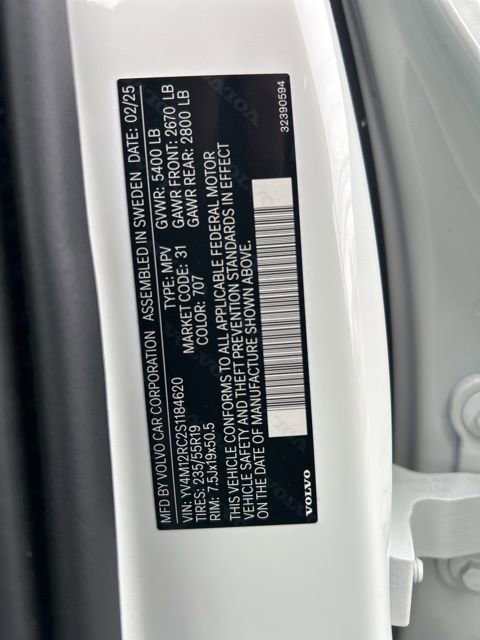 MFD BY VOLVO CAR CORPORATION ASSEMBLED IN SWEDEN DATE: 02/25
VIN: YV4M12RC2S1184620 TYPE: MPV GVWR: 5400 LB
TIRES: 235/55R19 MARKET CODE: 31 GAWR FRONT: 2670 LB
RIM: 7.5Jx19x50.5 COLOR: 707 GAWR REAR: 2800 LB
THIS VEHICLE CONFORMS TO ALL APPLICABLE FEDERAL MOTOR
VEHICLE SAFETY AND THEFT PREVENTION STANDARDS IN EFFECT
ON THE DATE OF MANUFACTURE SHOWN ABOVE.
VOLVO
32390594